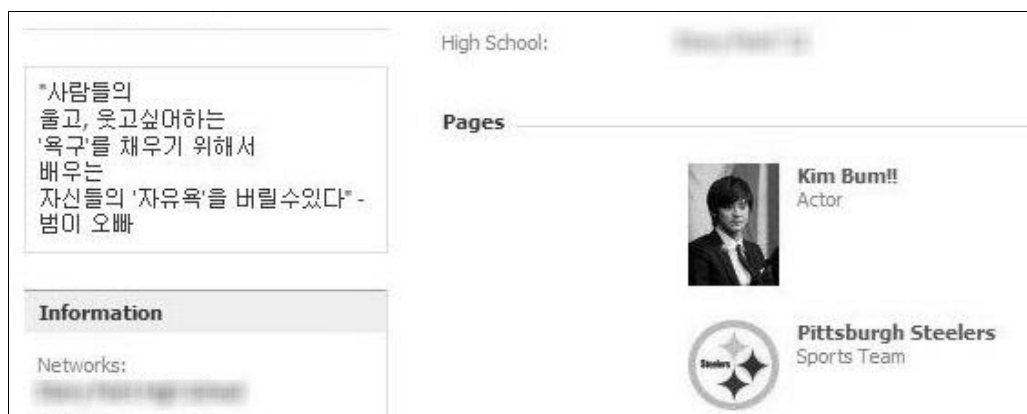 "사람들의
울고, 웃고싶어하는
'욕구'를 채우기 위해서
배우는
자신들의 '자유욕'을 버릴수있다" -
범이 오빠
Information
Networks:
High School:
Pages
Kim Bum!!
Actor
Steelers
Pittsburgh Steelers
Sports Team